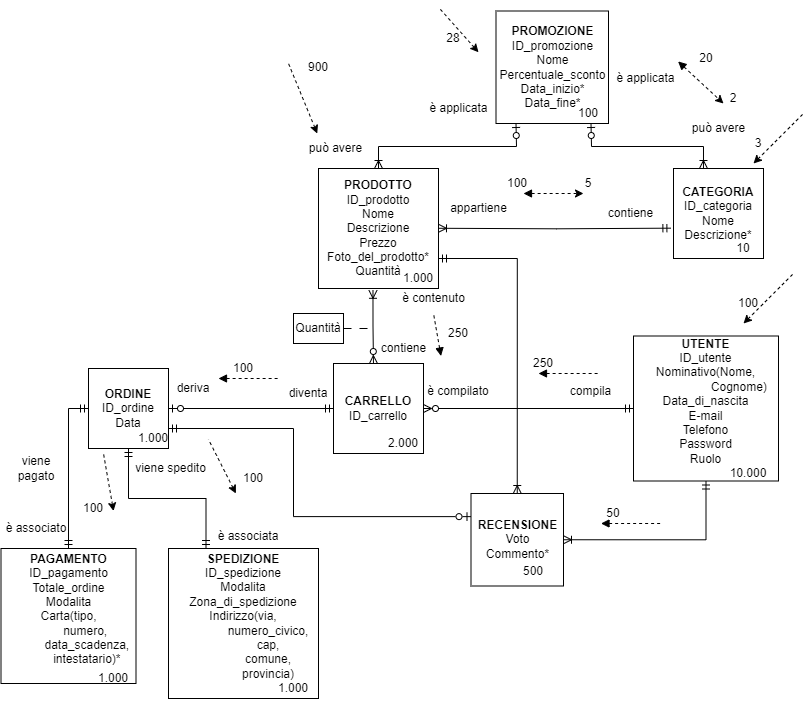 PROMOZIONE
ID_promozione
Nome
Percentuale_sconto
Data_inizio*
Data_fine*
100
28
900
è applicata
è applicata
20
2
può avere
può avere
3
PRODOTTO
ID_prodotto
Nome
Descrizione
Prezzo
Foto_del_prodotto*
Quantità
1.000
appartiene
100
5
contiene
CATEGORIA
ID_categoria
Nome
Descrizione*
10
è contenuto
Quantità
250
contiene
100
UTENTE
ID_utente
Nominativo(Nome,
Cognome)
Data_di_nascita
E-mail
Telefono
Password
Ruolo
10.000
ORDINE
ID_ordine
Data
1.000
deriva
100
diventa
CARRELLO
ID_carrello
2.000
è compilato
250
compila
viene
pagato
viene spedito
100
100
è associato
è associata
RECENSIONE
Voto
Commento*
500
50
PAGAMENTO
ID_pagamento
Totale_ordine
Modalita
Carta(tipo,
numero,
data_scadenza,
intestatario)*
1.000
SPEDIZIONE
ID_spedizione
Modalita
Zona_di_spedizione
Indirizzo(via,
numero_civico,
cap,
comune,
provincia)
1.000